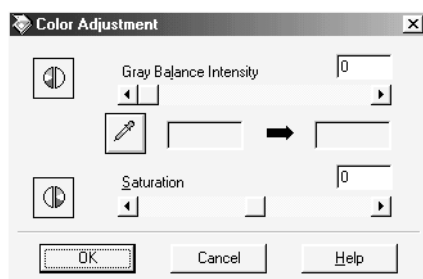 Color Adjustment
Gray Balance Intensity 0
Saturation 0
OK Cancel Help